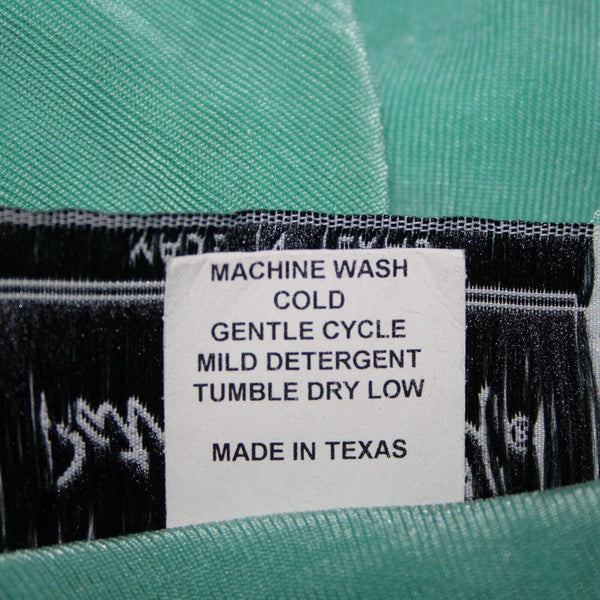 MACHINE WASH
COLD
GENTLE CYCLE
MILD DETERGENT
TUMBLE DRY LOW
MADE IN TEXAS